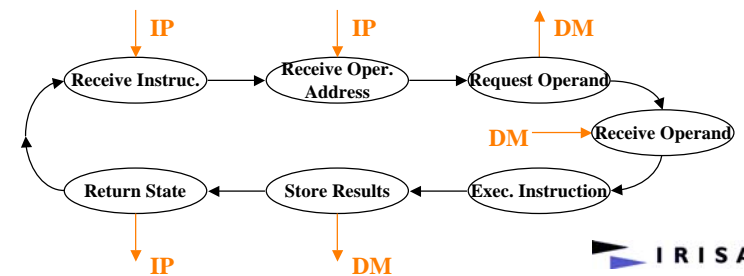 IP
IP
DM
Receive Instruc.
Receive Oper.
Address
Request Operand
DM
Receive Operand
Return State
Store Results
Exec. Instruction
IP
DM
IRISA